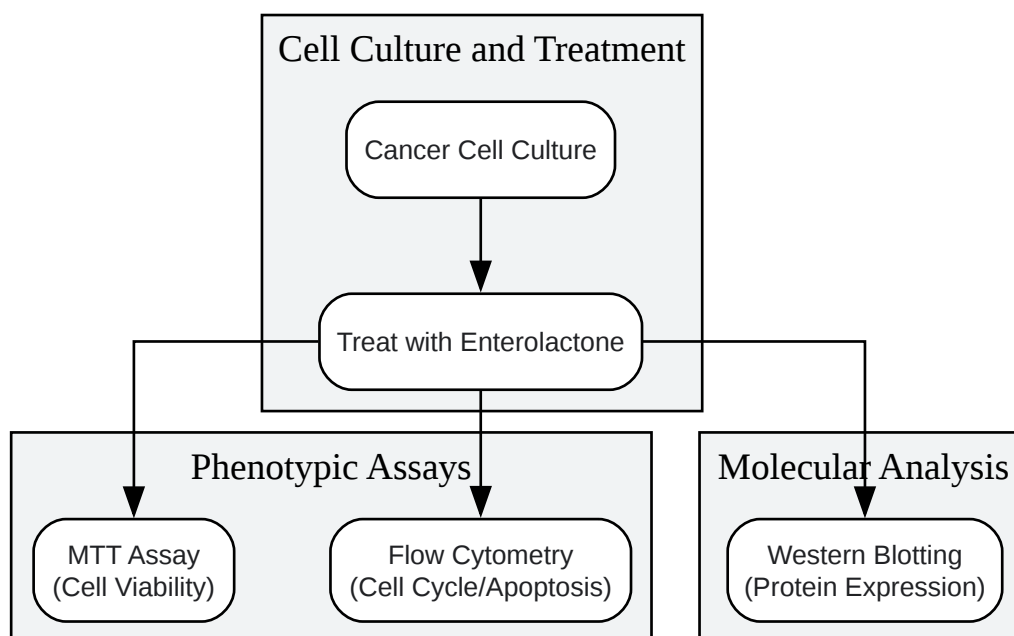 Cell Culture and Treatment
Cancer Cell Culture
Treat with Enterolactone
Phenotypic Assays
MTT Assay
(Cell Viability)
Flow Cytometry
(Cell Cycle/Apoptosis)
Molecular Analysis
Western Blotting
(Protein Expression)